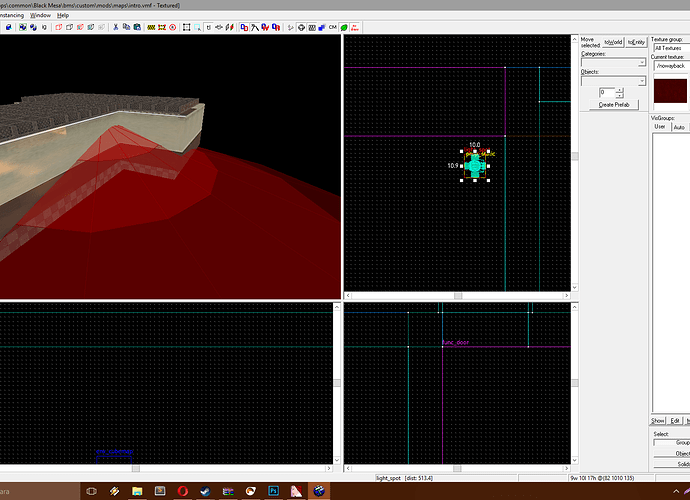 ops\common\Black Mesa\bms\custom\mods\maps\intro.vmf - Textured]
nstancing Window Help
Move
selected:
toWorld
toEntity
Categories:
Objects:
0
Create Prefab
Texture group:
All Textures
Current texture:
/nowayback
VisGroups:
User
Auto
10.0
10.9
func_door
Show
Edit
Select:
Group
Object
Solid
light_spot [dist: 513.4]
9w 10l 17h @(82 1010 135)